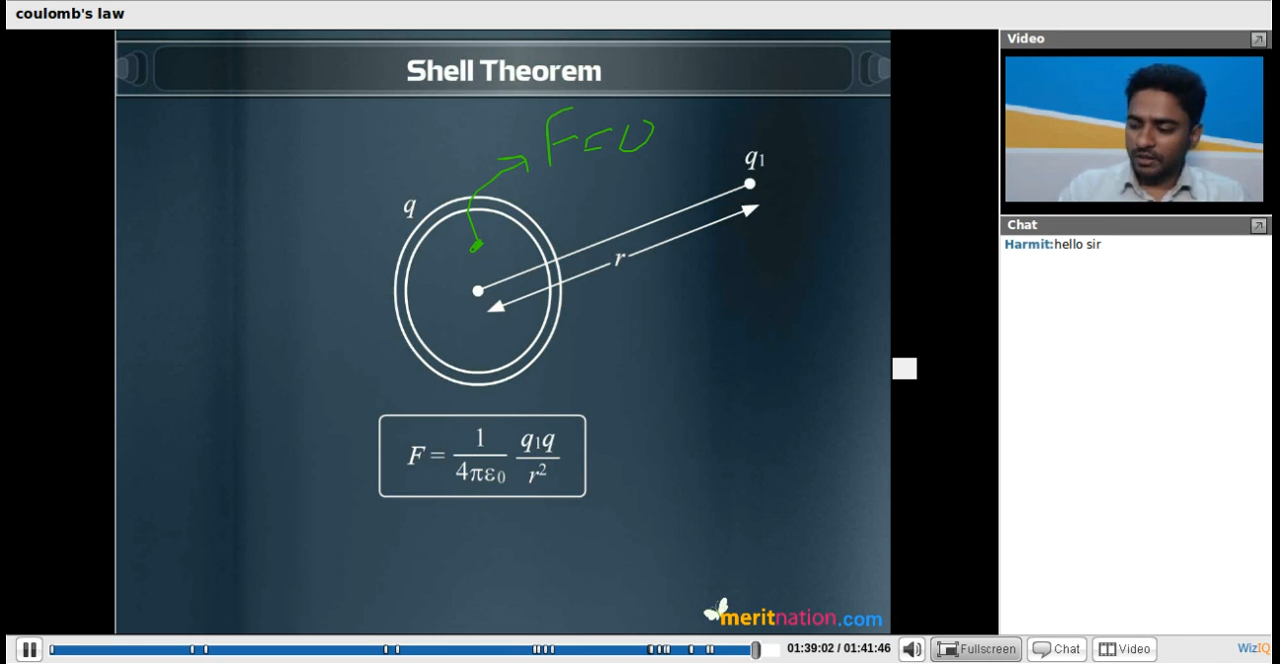 coulomb's law
Shell Theorem
F=0
q
q1
r
F = 1/4πε0 q1q/r²
meritnation.com
Video
Chat
Harmit:hello sir
01:39:02 / 01:41:46
Fullscreen
Chat
Video
WizIQ